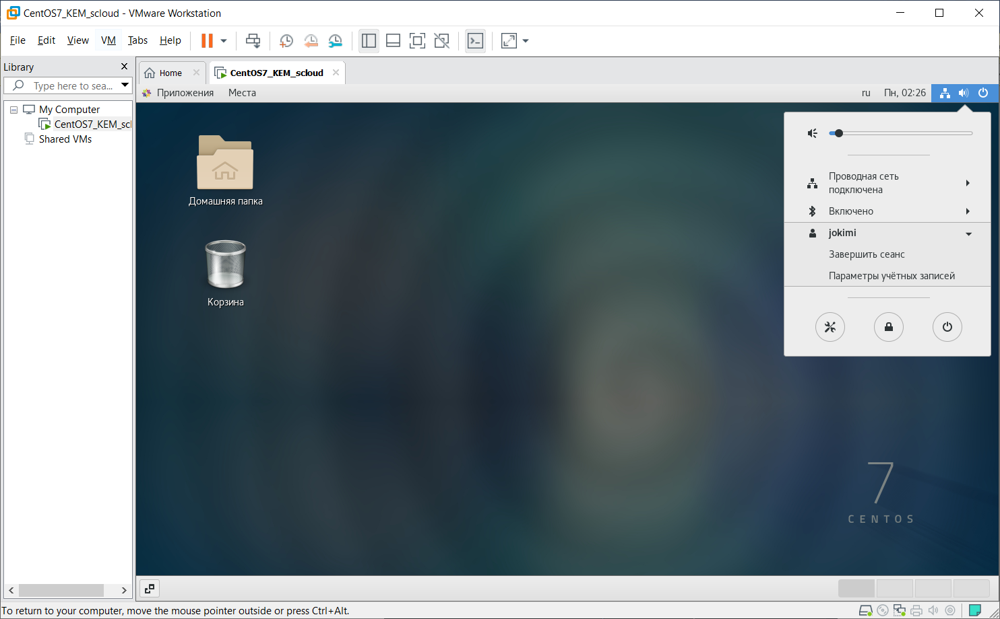 CentOS7_KEM_scloud - VMware Workstation
File Edit View VM Tabs Help
Library
Type here to sea...
My Computer
CentOS7_KEM_scl
Shared VMs
Home
CentOS7_KEM_scloud
Приложения Места
ru Пн, 02:26
Домашняя папка
Корзина
Проводная сеть
подключена
Включено
jokimi
Завершить сеанс
Параметры учётных записей
7
CENTOS
To return to your computer, move the mouse pointer outside or press Ctrl+Alt.